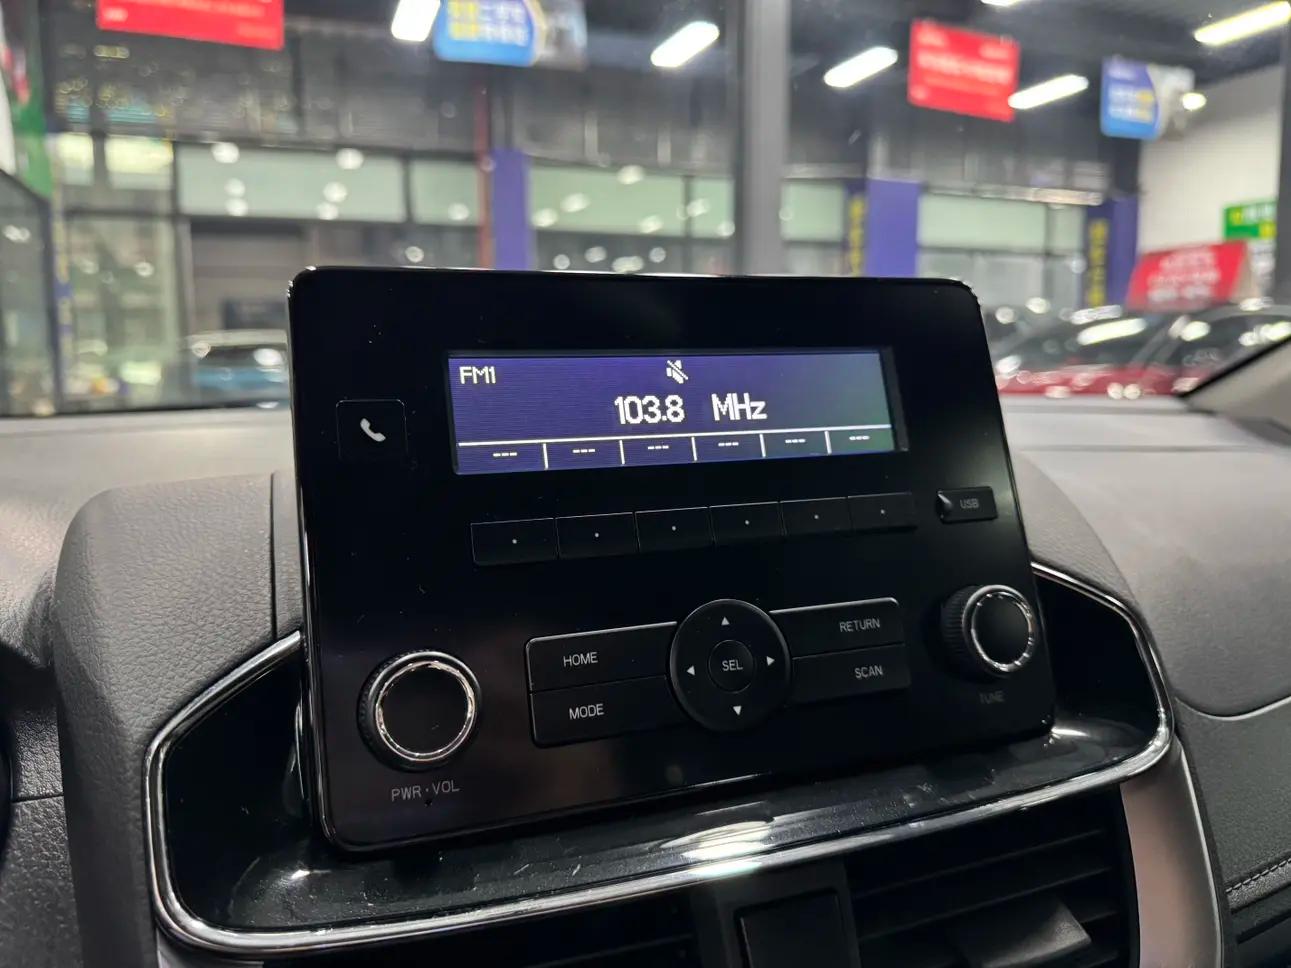 FM1
103.8 MHz
--- --- --- --- --- ---
USB
HOME
RETURN
SEL
MODE
SCAN
TUNE
PWR·VOL